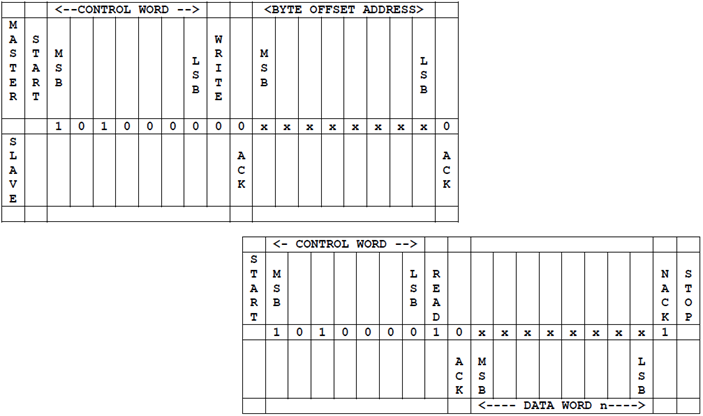 <--CONTROL WORD --> <BYTE OFFSET ADDRESS>
MASTER START MSB LSB WRITE MSB LSB
1 0 1 0 0 0 0 0 0 x x x x x x x x 0
SLAVE ACK ACK
<- CONTROL WORD -->
START MSB LSB READ NACK STOP
1 0 1 0 0 0 0 1 0 x x x x x x x x 1
ACK MSB LSB
<---- DATA WORD n---->